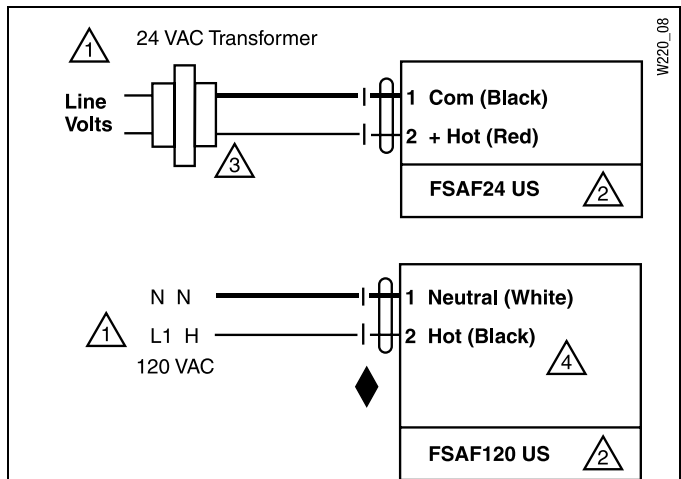 W220_08
1
24 VAC Transformer
Line
Volts
1 Com (Black)
2 + Hot (Red)
3
FSAF24 US
2
N N
1 Neutral (White)
1
L1 H
2 Hot (Black)
120 VAC
4
FSAF120 US
2